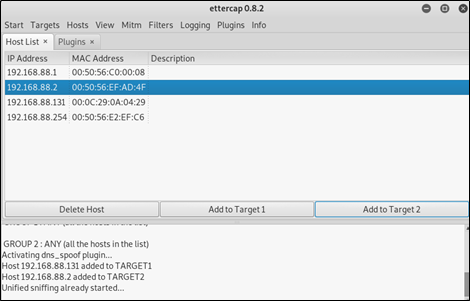 ettercap 0.8.2
Start Targets Hosts View Mitm Filters Logging Plugins Info
Host List × Plugins ×
IP Address MAC Address Description
192.168.88.1 00:50:56:C0:00:08
192.168.88.2 00:50:56:EF:AD:4F
192.168.88.131 00:0C:29:0A:04:29
192.168.88.254 00:50:56:E2:EF:C6
Delete Host Add to Target 1 Add to Target 2
GROUP 2 : ANY (all the hosts in the list)
Activating dns_spoof plugin...
Host 192.168.88.131 added to TARGET1
Host 192.168.88.2 added to TARGET2
Unified sniffing already started...